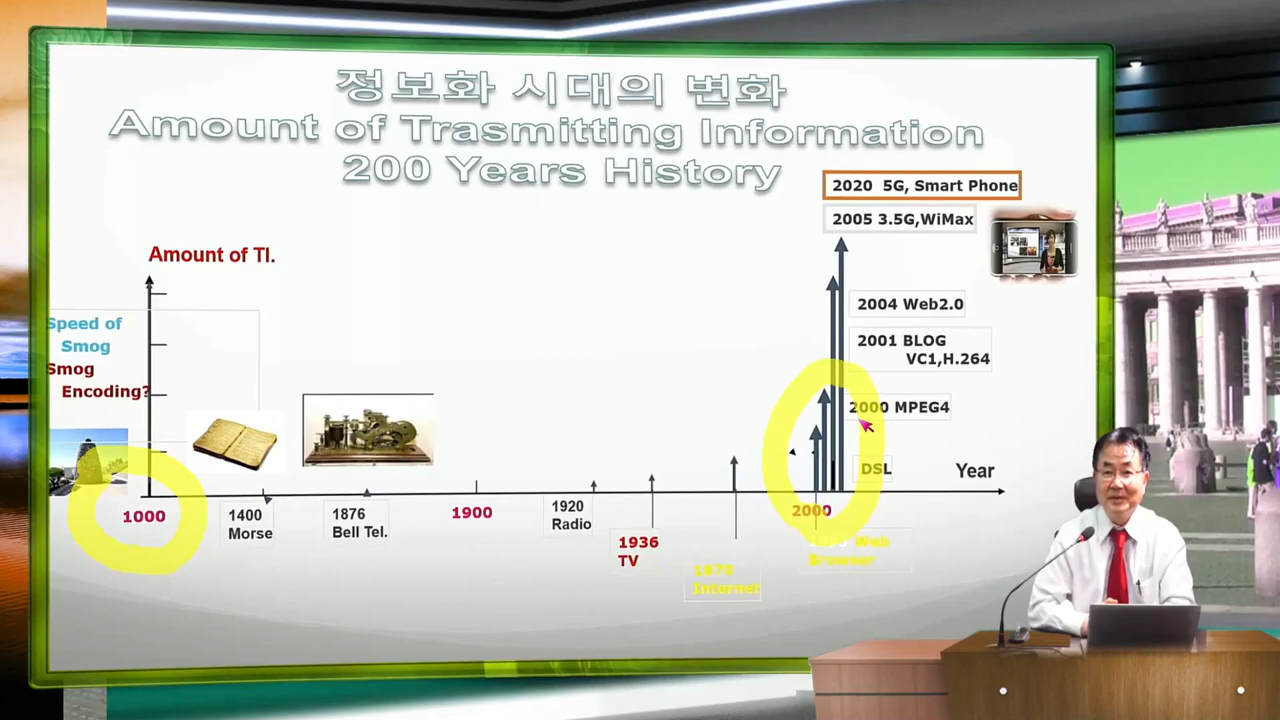 정보화 시대의 변화
Amount of Trasmitting Information
200 Years History
2020 5G, Smart Phone
2005 3.5G,WiMax
Amount of TI.
2004 Web2.0
Speed of
Smog
Smog
Encoding?
2001 BLOG
VC1,H.264
2000 MPEG4
DSL
Year
1000
1400
Morse
1876
Bell Tel.
1900
1920
Radio
1936
TV
1970
Internet
2000
Web
Browser